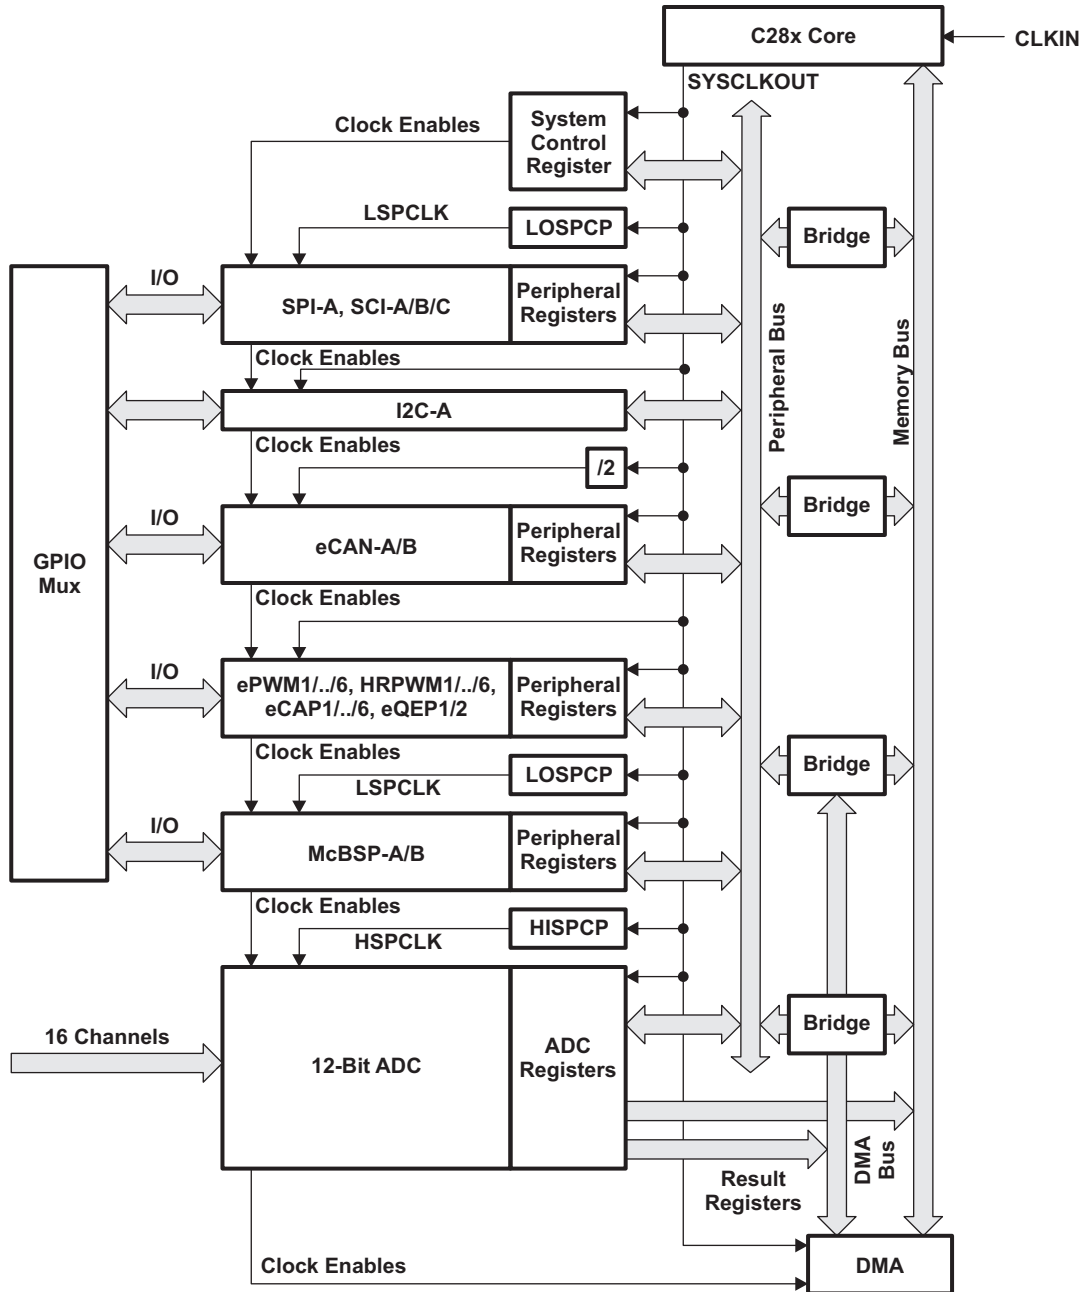 C28x Core
CLKIN
SYSCLKOUT
Clock Enables
System
Control
Register
LSPCLK
LOSPCP
Bridge
I/O
SPI-A, SCI-A/B/C
Peripheral
Registers
Clock Enables
I2C-A
Peripheral Bus
Memory Bus
Clock Enables
/2
Bridge
I/O
eCAN-A/B
Peripheral
Registers
GPIO
Mux
Clock Enables
I/O
ePWM1/../6, HRPWM1/../6,
eCAP1/../6, eQEP1/2
Peripheral
Registers
Clock Enables
LSPCLK
LOSPCP
Bridge
I/O
McBSP-A/B
Peripheral
Registers
Clock Enables
HSPCLK
HISPCP
16 Channels
12-Bit ADC
ADC
Registers
Bridge
DMA
Bus
Result
Registers
Clock Enables
DMA